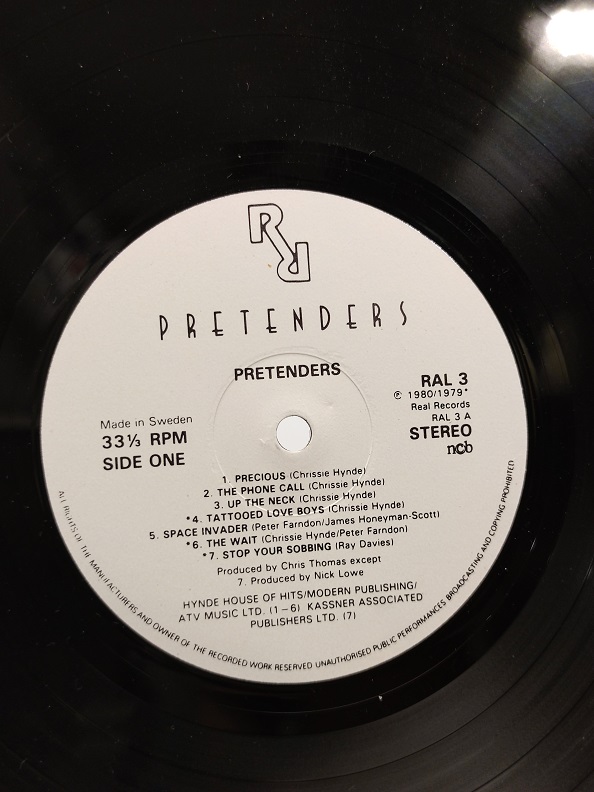 RR
PRETENDERS
PRETENDERS
Made in Sweden
33⅓ RPM
SIDE ONE
RAL 3
℗ 1980/1979*
Real Records
RAL 3 A
STEREO
ncb
1. PRECIOUS (Chrissie Hynde)
2. THE PHONE CALL (Chrissie Hynde)
3. UP THE NECK (Chrissie Hynde)
*4. TATTOOED LOVE BOYS (Chrissie Hynde)
5. SPACE INVADER (Peter Farndon/James Honeyman-Scott)
*6. THE WAIT (Chrissie Hynde/Peter Farndon)
*7. STOP YOUR SOBBING (Ray Davies)
Produced by Chris Thomas except
7. Produced by Nick Lowe
HYNDE HOUSE OF HITS/MODERN PUBLISHING/
ATV MUSIC LTD. (1–6) KASSNER ASSOCIATED
PUBLISHERS LTD. (7)
ALL RIGHTS OF THE MANUFACTURERS AND OWNER OF THE RECORDED WORK RESERVED UNAUTHORISED PUBLIC PERFORMANCES BROADCASTING AND COPYING PROHIBITED